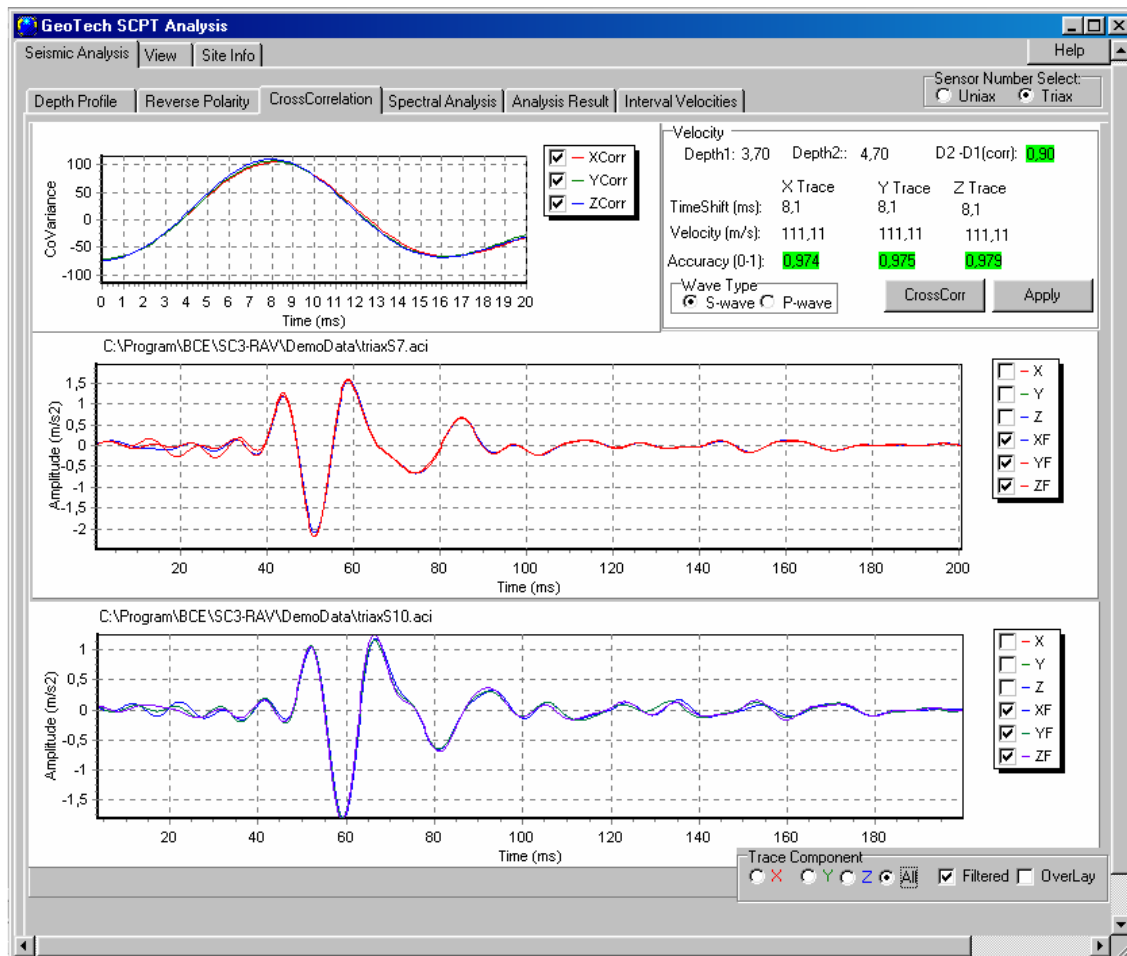 GeoTech SCPT Analysis
Seismic Analysis View Site Info Help
Sensor Number Select:
Uniax Triax
Depth Profile Reverse Polarity CrossCorrelation Spectral Analysis Analysis Result Interval Velocities
CoVariance
100
50
0
-50
-100
0 1 2 3 4 5 6 7 8 9 10 11 12 13 14 15 16 17 18 19 20
Time (ms)
XCorr
YCorr
ZCorr
Velocity
Depth1: 3,70 Depth2:: 4,70 D2 -D1(corr): 0,90
X Trace Y Trace Z Trace
TimeShift (ms): 8,1 8,1 8,1
Velocity (m/s): 111,11 111,11 111,11
Accuracy (0-1): 0,974 0,975 0,979
Wave Type
S-wave P-wave
CrossCorr Apply
C:\Program\BCE\SC3-RAV\DemoData\triaxS7.aci
Amplitude (m/s2)
1,5
1
0,5
0
-0,5
-1
-1,5
-2
20 40 60 80 100 120 140 160 180 200
Time (ms)
X
Y
Z
XF
YF
ZF
C:\Program\BCE\SC3-RAV\DemoData\triaxS10.aci
Amplitude (m/s2)
1
0,5
0
-0,5
-1
-1,5
20 40 60 80 100 120 140 160 180
Time (ms)
X
Y
Z
XF
YF
ZF
Trace Component
X Y Z All Filtered OverLay